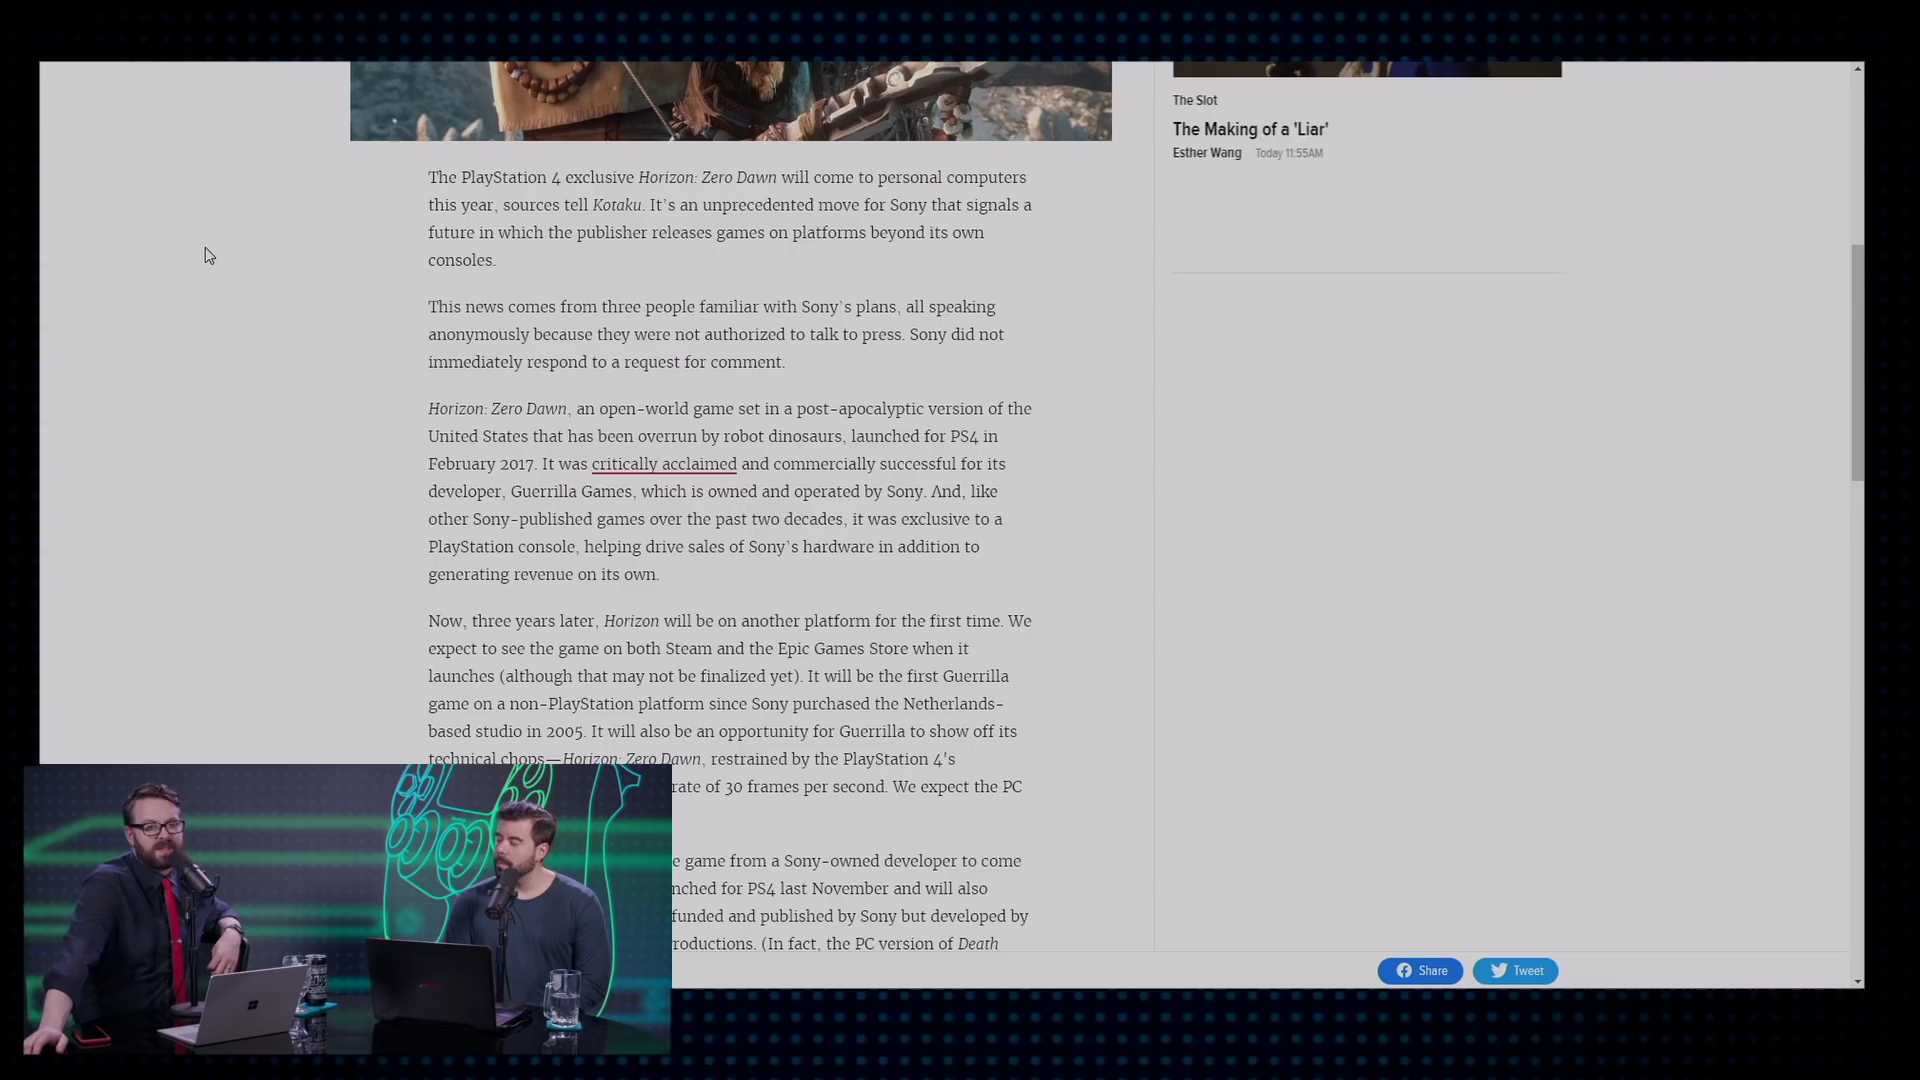 The Slot
The Making of a 'Liar'
Esther Wang Today 11:55AM
The PlayStation 4 exclusive Horizon: Zero Dawn will come to personal computers
this year, sources tell Kotaku. It's an unprecedented move for Sony that signals a
future in which the publisher releases games on platforms beyond its own
consoles.
This news comes from three people familiar with Sony's plans, all speaking
anonymously because they were not authorized to talk to press. Sony did not
immediately respond to a request for comment.
Horizon: Zero Dawn, an open-world game set in a post-apocalyptic version of the
United States that has been overrun by robot dinosaurs, launched for PS4 in
February 2017. It was critically acclaimed and commercially successful for its
developer, Guerrilla Games, which is owned and operated by Sony. And, like
other Sony-published games over the past two decades, it was exclusive to a
PlayStation console, helping drive sales of Sony's hardware in addition to
generating revenue on its own.
Now, three years later, Horizon will be on another platform for the first time. We
expect to see the game on both Steam and the Epic Games Store when it
launches (although that may not be finalized yet). It will be the first Guerrilla
game on a non-PlayStation platform since Sony purchased the Netherlands-
based studio in 2005. It will also be an opportunity for Guerrilla to show off its
technical chops—Horizon: Zero Dawn, restrained by the PlayStation 4's
rate of 30 frames per second. We expect the PC
e game from a Sony-owned developer to come
nched for PS4 last November and will also
funded and published by Sony but developed by
roductions. (In fact, the PC version of Death
Share
Tweet